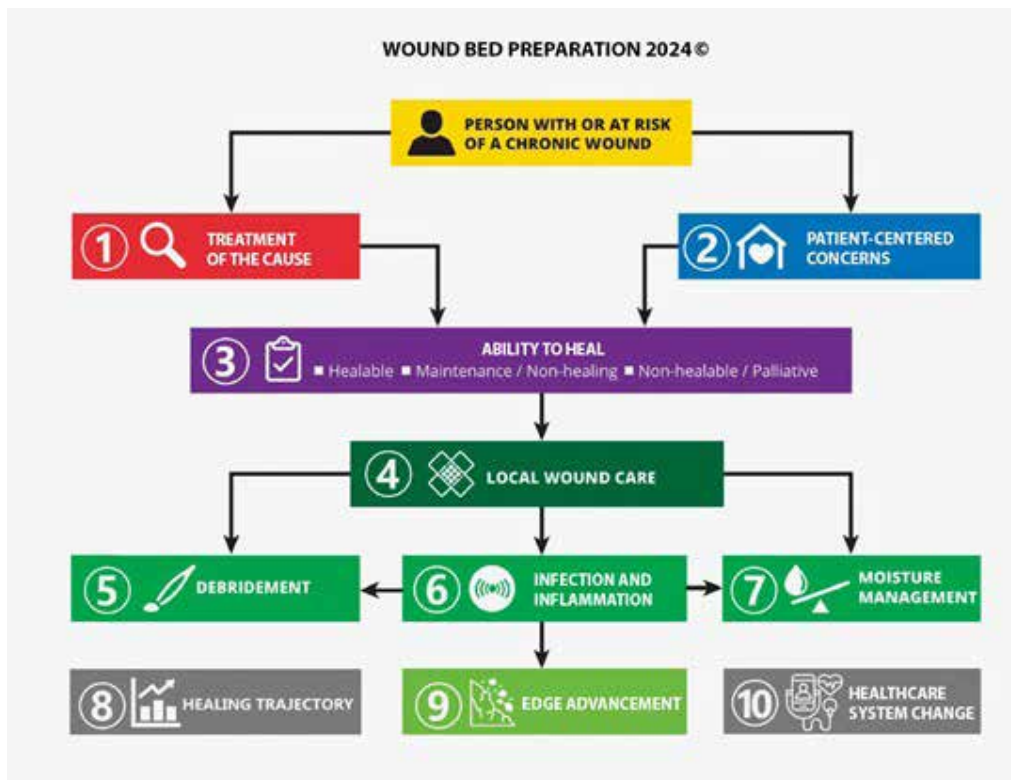 WOUND BED PREPARATION 2024©
PERSON WITH OR AT RISK
OF A CHRONIC WOUND
1 TREATMENT
OF THE CAUSE
2 PATIENT-CENTERED
CONCERNS
3 ABILITY TO HEAL
■ Healable ■ Maintenance / Non-healing ■ Non-healable / Palliative
4 LOCAL WOUND CARE
5 DEBRIDEMENT
6 INFECTION AND
INFLAMMATION
7 MOISTURE
MANAGEMENT
8 HEALING TRAJECTORY
9 EDGE ADVANCEMENT
10 HEALTHCARE
SYSTEM CHANGE